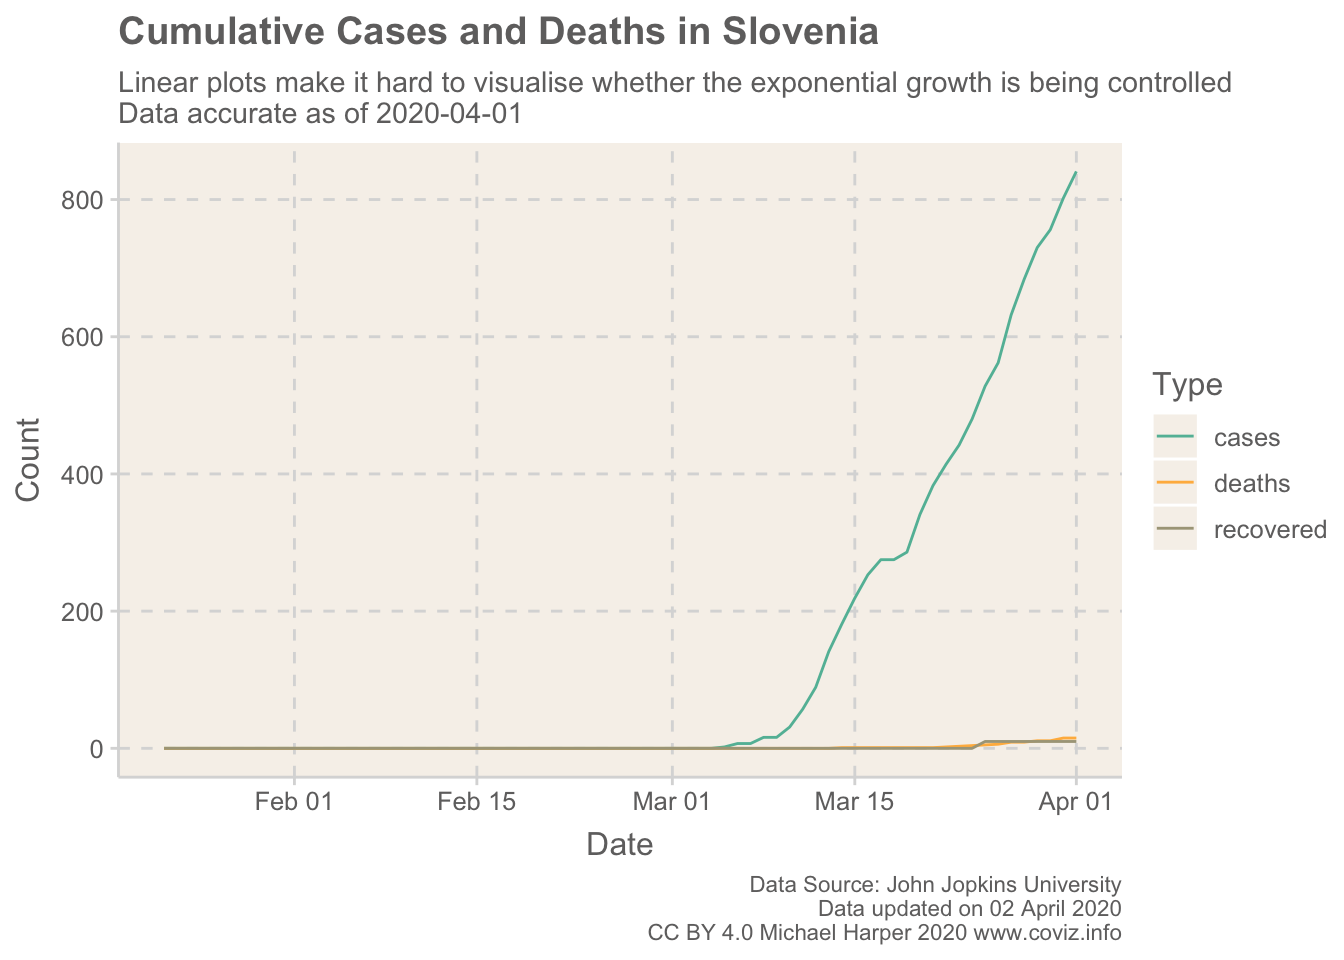 Cumulative Cases and Deaths in Slovenia
Linear plots make it hard to visualise whether the exponential growth is being controlled
Data accurate as of 2020-04-01
800
600
400
200
0
Count
Feb 01
Feb 15
Mar 01
Mar 15
Apr 01
Date
Type
cases
deaths
recovered
Data Source: John Jopkins University
Data updated on 02 April 2020
CC BY 4.0 Michael Harper 2020 www.coviz.info